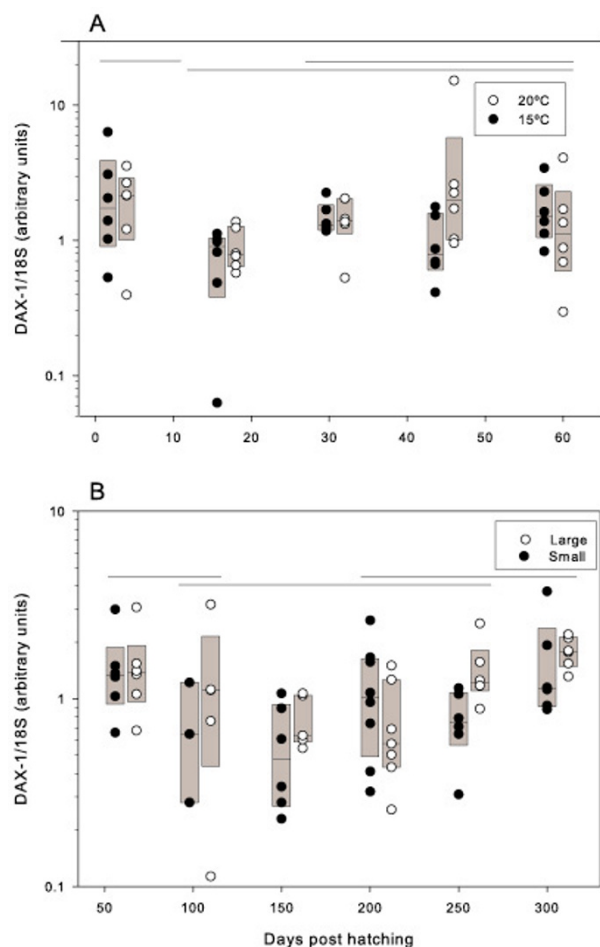 A
10
1
0.1
DAX-1/18S (arbitrary units)
20ºC
15ºC
0 10 20 30 40 50 60
B
10
1
0.1
DAX-1/18S (arbitrary units)
Large
Small
50 100 150 200 250 300
Days post hatching